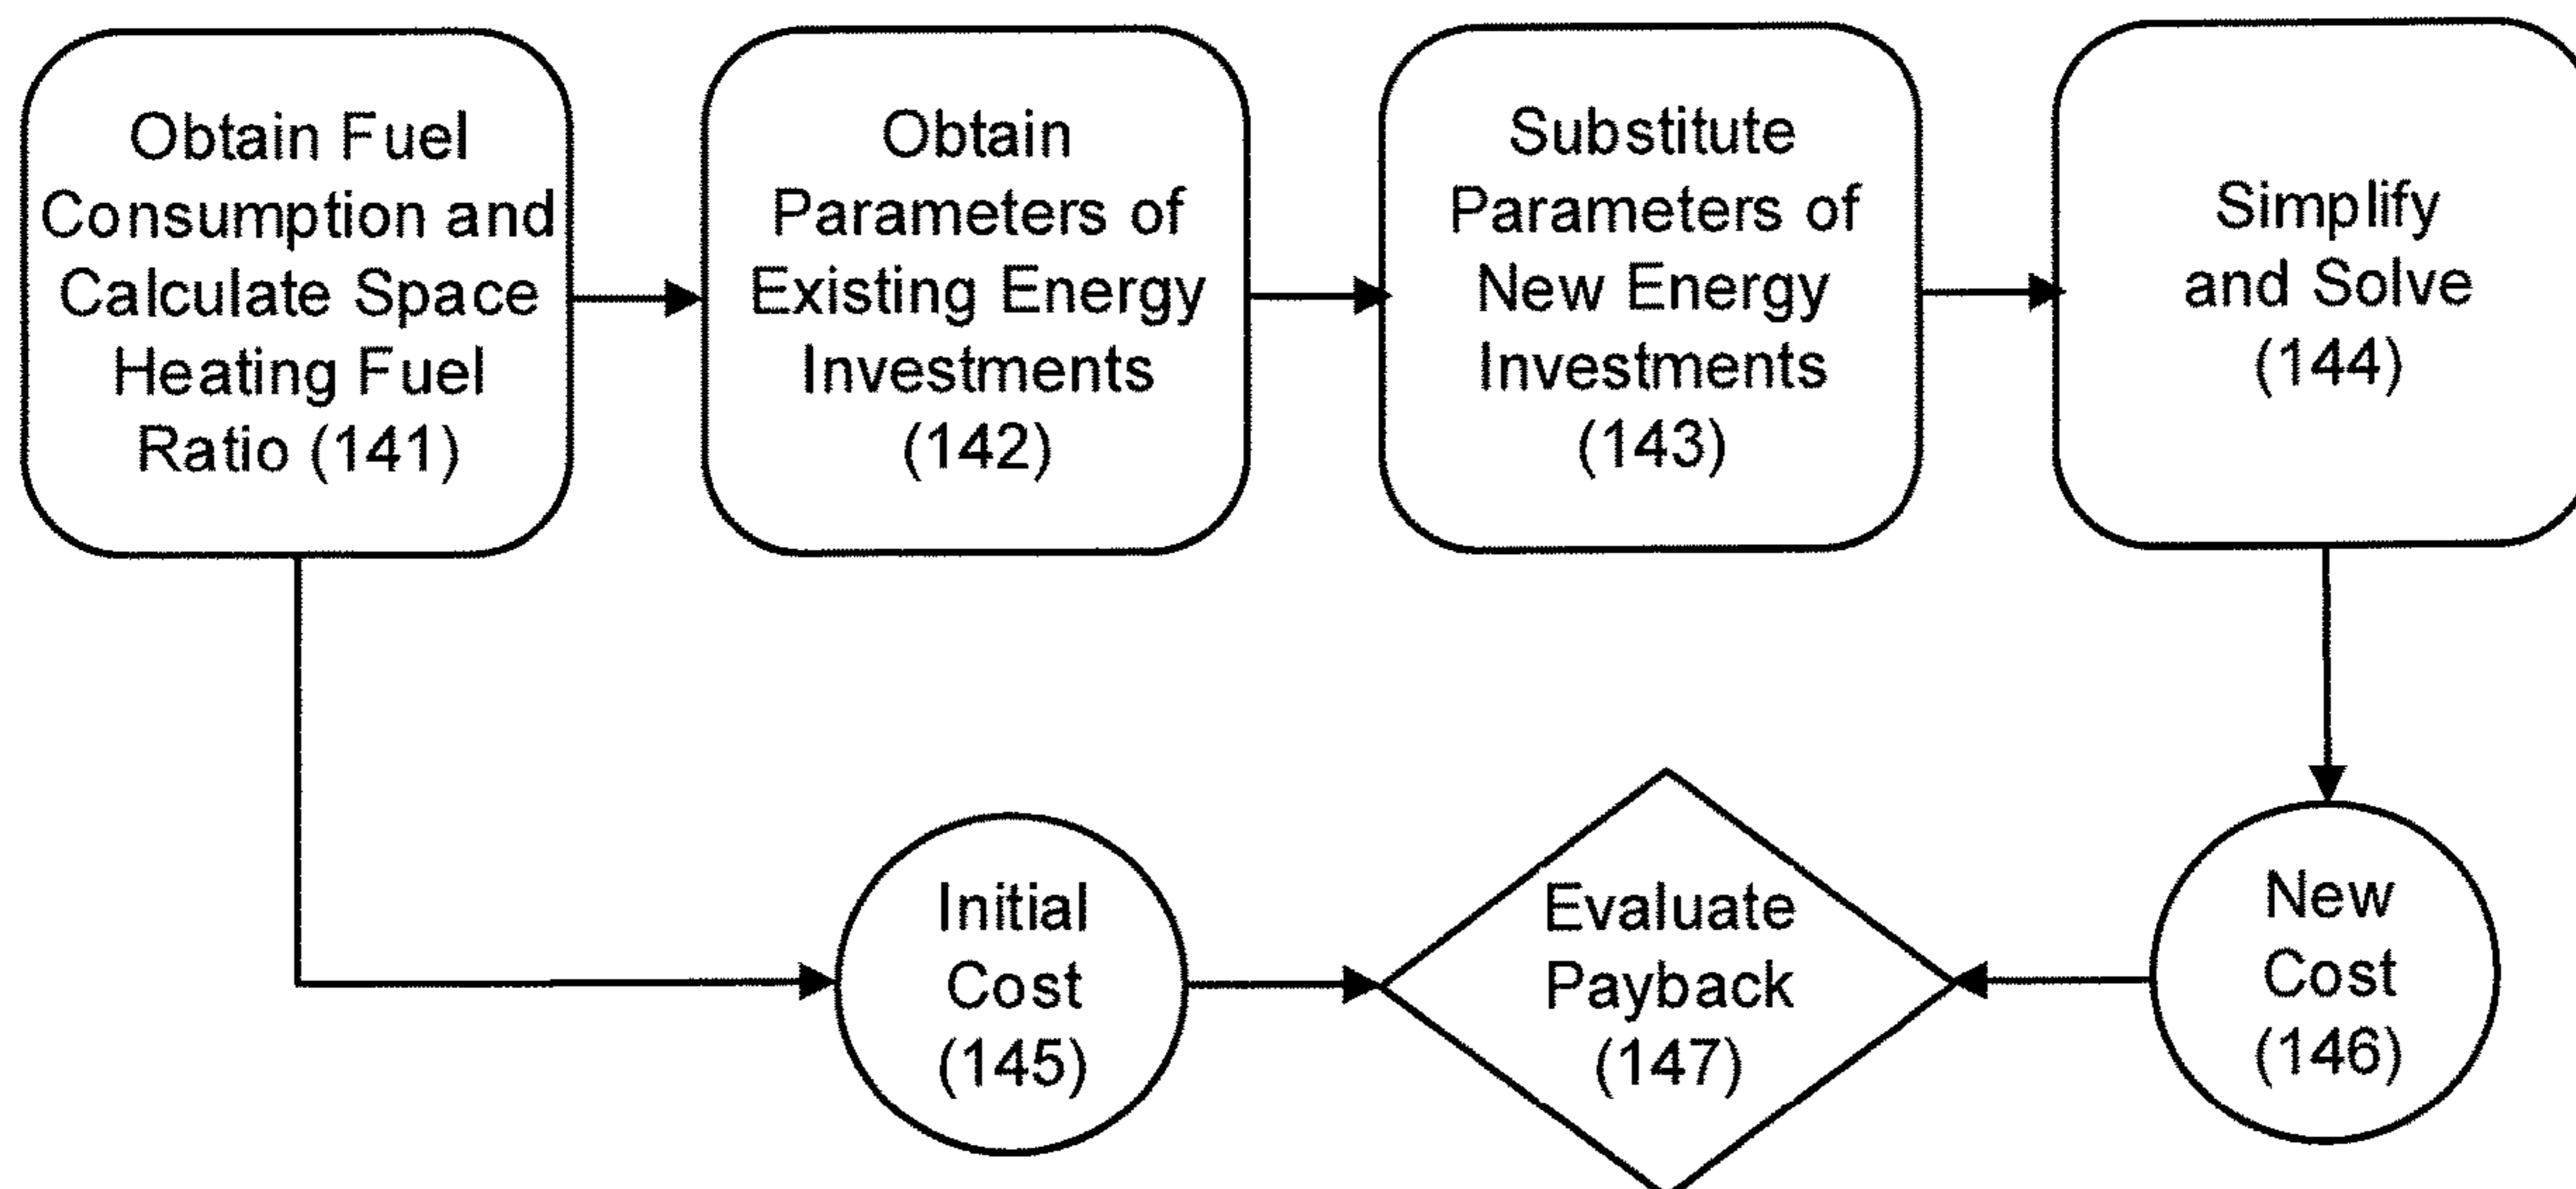 Obtain Fuel
Consumption and
Calculate Space
Heating Fuel
Ratio (141)
Obtain
Parameters of
Existing Energy
Investments
(142)
Substitute
Parameters of
New Energy
Investments
(143)
Simplify
and Solve
(144)
Initial
Cost
(145)
Evaluate
Payback
(147)
New
Cost
(146)